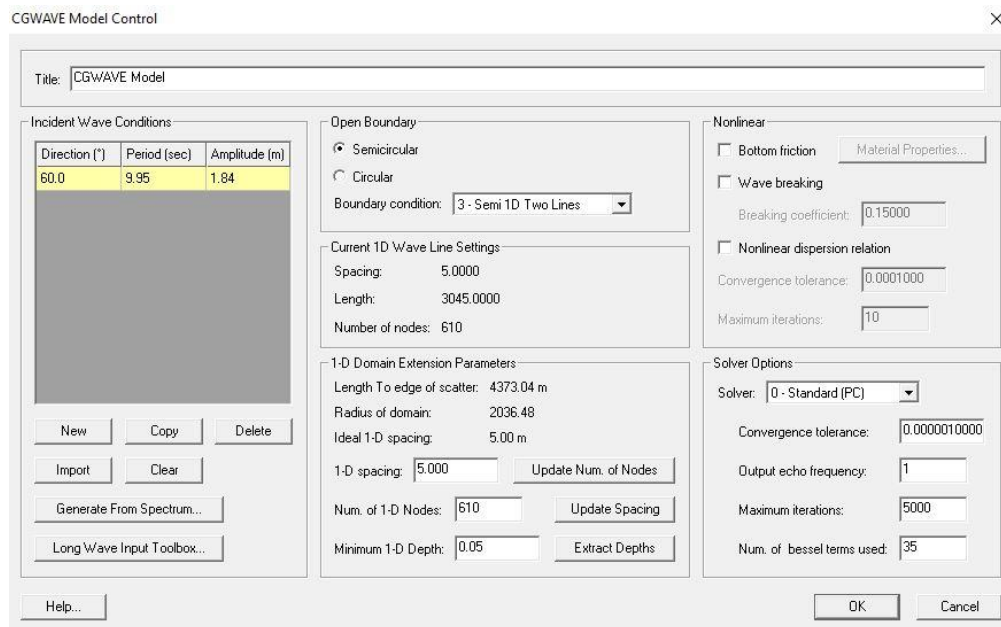 CGWAVE Model Control
Title: CGWAVE Model
Incident Wave Conditions
Direction (°) Period (sec) Amplitude (m)
60.0 9.95 1.84
New Copy Delete
Import Clear
Generate From Spectrum...
Long Wave Input Toolbox...
Open Boundary
Semicircular
Circular
Boundary condition: 3 - Semi 1D Two Lines
Current 1D Wave Line Settings
Spacing: 5.0000
Length: 3045.0000
Number of nodes: 610
1-D Domain Extension Parameters
Length To edge of scatter: 4373.04 m
Radius of domain: 2036.48
Ideal 1-D spacing: 5.00 m
1-D spacing: 5.000 Update Num. of Nodes
Num. of 1-D Nodes: 610 Update Spacing
Minimum 1-D Depth: 0.05 Extract Depths
Nonlinear
Bottom friction Material Properties...
Wave breaking
Breaking coefficient: 0.15000
Nonlinear dispersion relation
Convergence tolerance: 0.0001000
Maximum iterations: 10
Solver Options
Solver: 0 - Standard (PC)
Convergence tolerance: 0.0000010000
Output echo frequency: 1
Maximum iterations: 5000
Num. of bessel terms used: 35
Help... OK Cancel